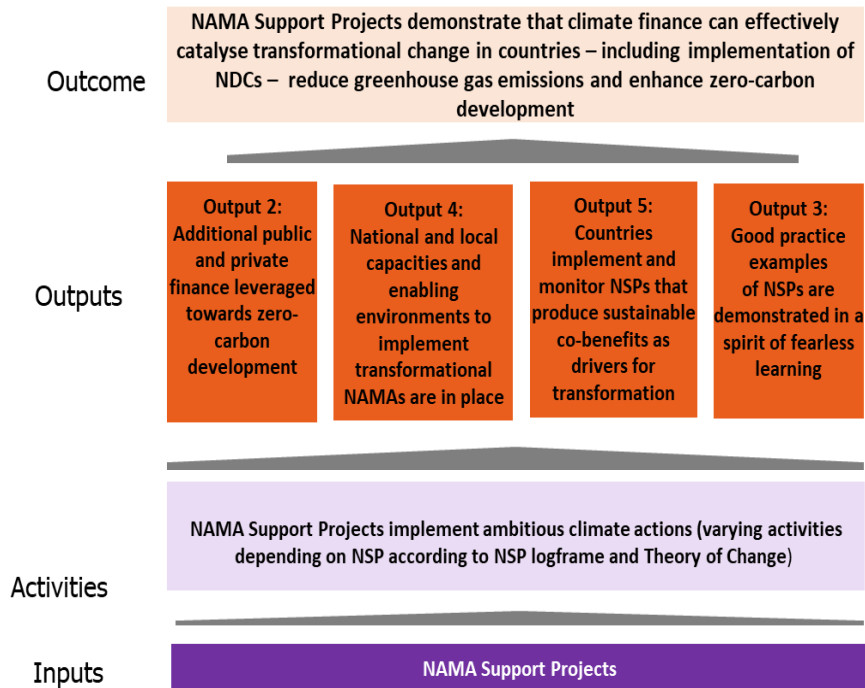 NAMA Support Projects demonstrate that climate finance can effectively
catalyse transformational change in countries – including implementation of
NDCs – reduce greenhouse gas emissions and enhance zero-carbon
development
Outcome
Output 2:
Additional public
and private
finance leveraged
towards zero-
carbon
development
Output 4:
National and local
capacities and
enabling
environments to
implement
transformational
NAMAs are in place
Output 5:
Countries
implement and
monitor NSPs that
produce sustainable
co-benefits as
drivers for
transformation
Output 3:
Good practice
examples
of NSPs are
demonstrated in a
spirit of fearless
learning
Outputs
NAMA Support Projects implement ambitious climate actions (varying activities
depending on NSP according to NSP logframe and Theory of Change)
Activities
Inputs
NAMA Support Projects